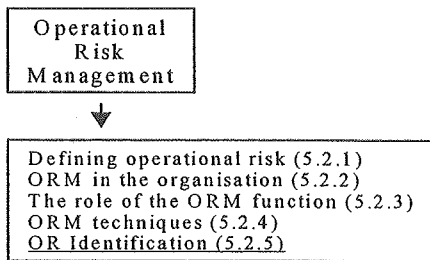 Operational
Risk
Management
Defining operational risk (5.2.1)
ORM in the organisation (5.2.2)
The role of the ORM function (5.2.3)
ORM techniques (5.2.4)
OR Identification (5.2.5)